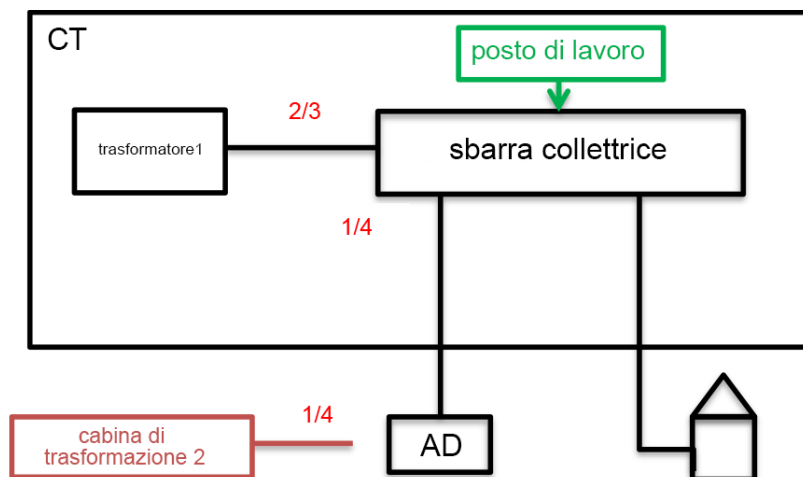 CT
posto di lavoro
2/3
trasformatore1
sbarra collettrice
1/4
1/4
cabina di
trasformazione 2
AD